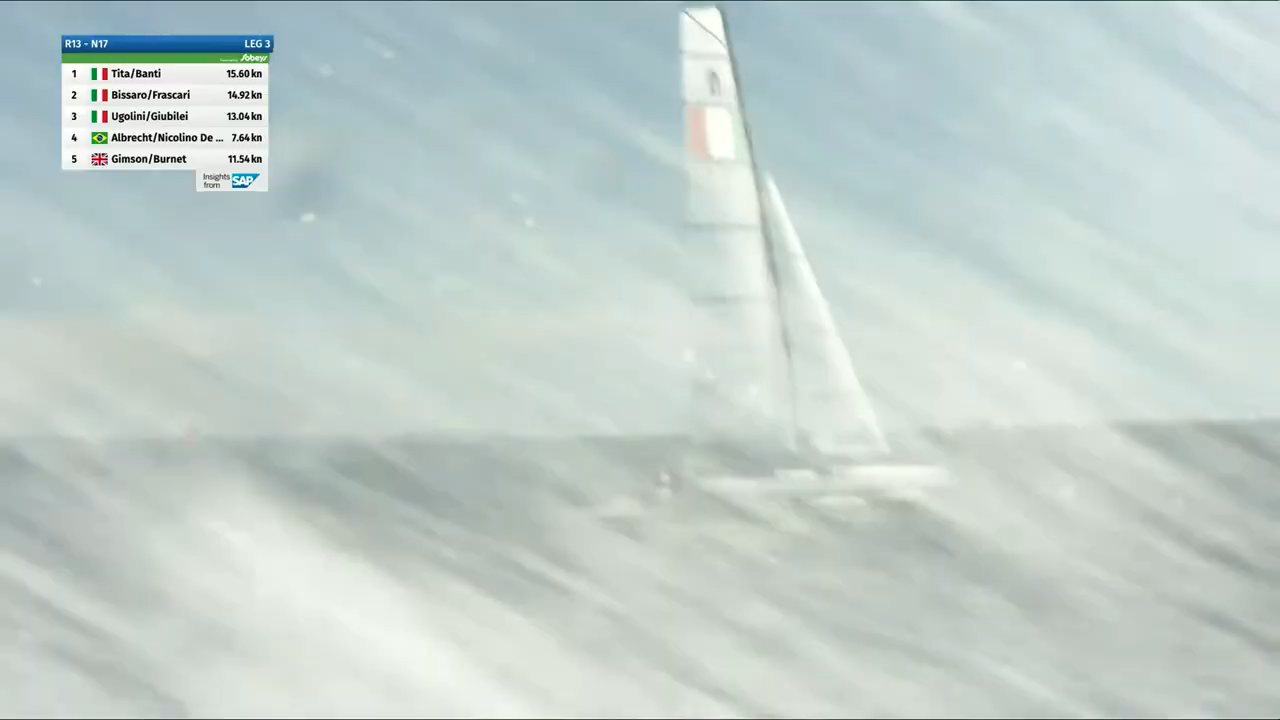 R13 - N17 LEG 3
Powered by Sobeys
1 Tita/Banti 15.60 kn
2 Bissaro/Frascari 14.92 kn
3 Ugolini/Giubilei 13.04 kn
4 Albrecht/Nicolino De ... 7.64 kn
5 Gimson/Burnet 11.54 kn
Insights
from SAP